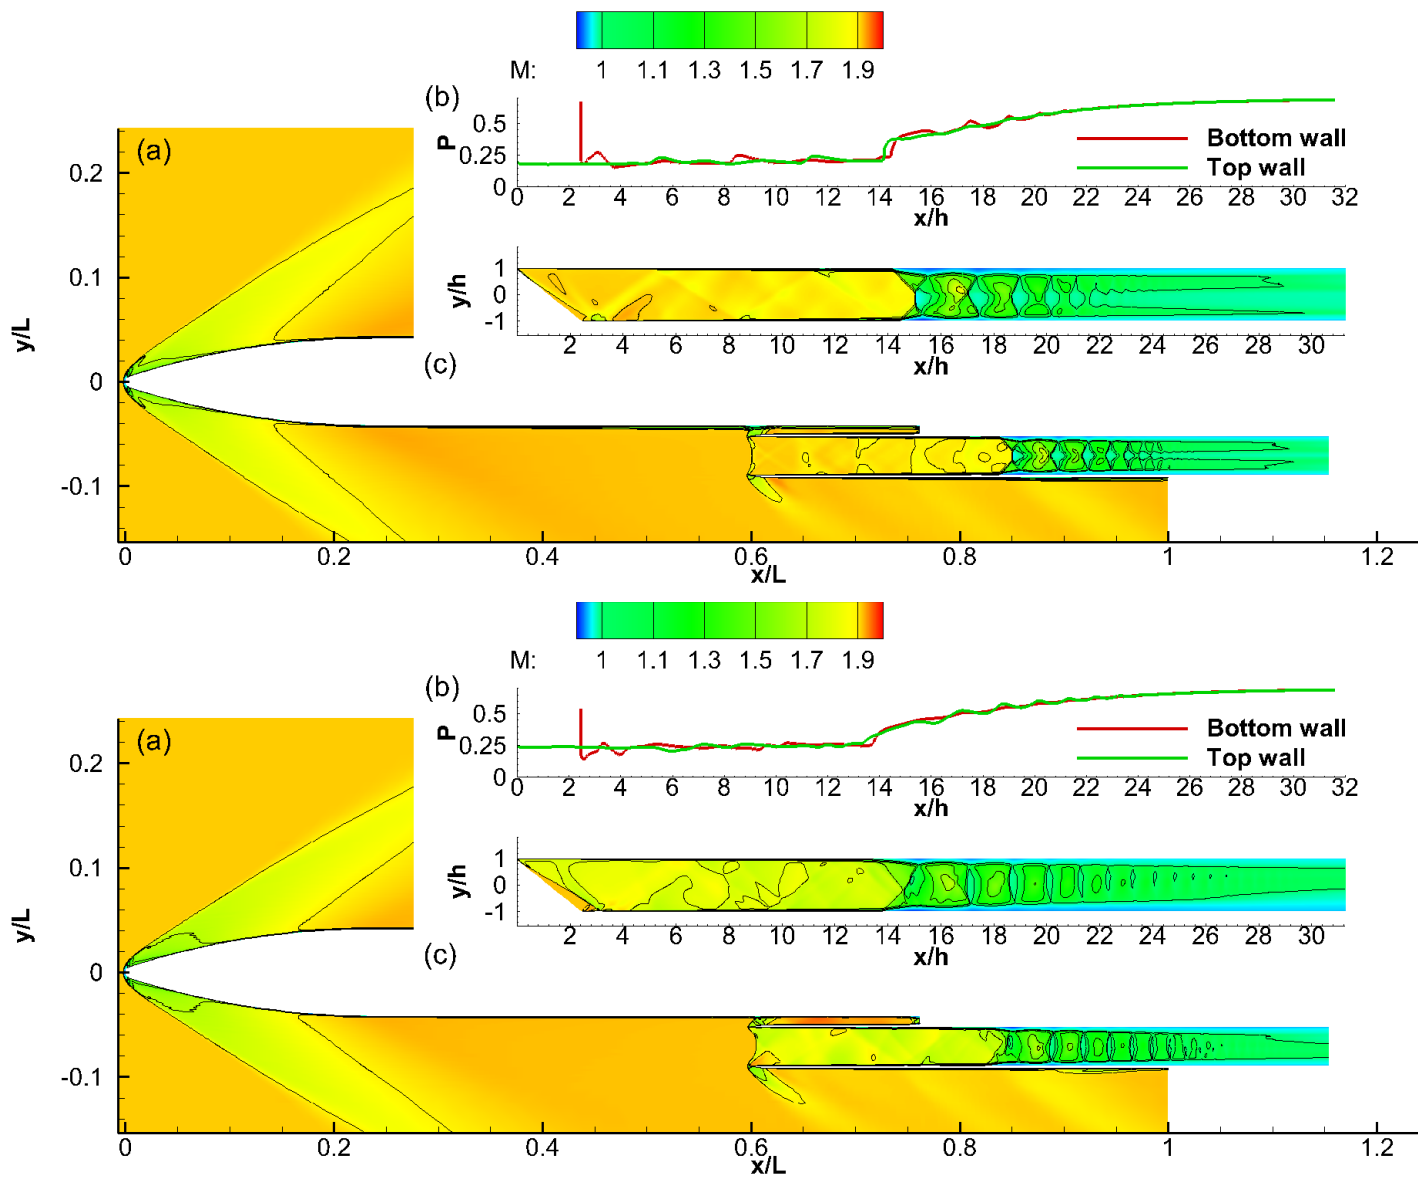 M: 1 1.1 1.3 1.5 1.7 1.9
(b)
(a)
P
0.5
0.25
0
Bottom wall
Top wall
2 4 6 8 10 12 14 16 18 20 22 24 26 28 30 32
x/h
y/h
1
0
-1
2 4 6 8 10 12 14 16 18 20 22 24 26 28 30
x/h
(c)
y/L
0.2
0.1
0
-0.1
0 0.2 0.4 0.6 0.8 1 1.2
x/L
M: 1 1.1 1.3 1.5 1.7 1.9
(b)
(a)
P
0.5
0.25
0
Bottom wall
Top wall
0 2 4 6 8 10 12 14 16 18 20 22 24 26 28 30 32
x/h
y/h
1
0
-1
2 4 6 8 10 12 14 16 18 20 22 24 26 28 30
x/h
(c)
y/L
0.2
0.1
0
-0.1
0 0.2 0.4 0.6 0.8 1 1.2
x/L